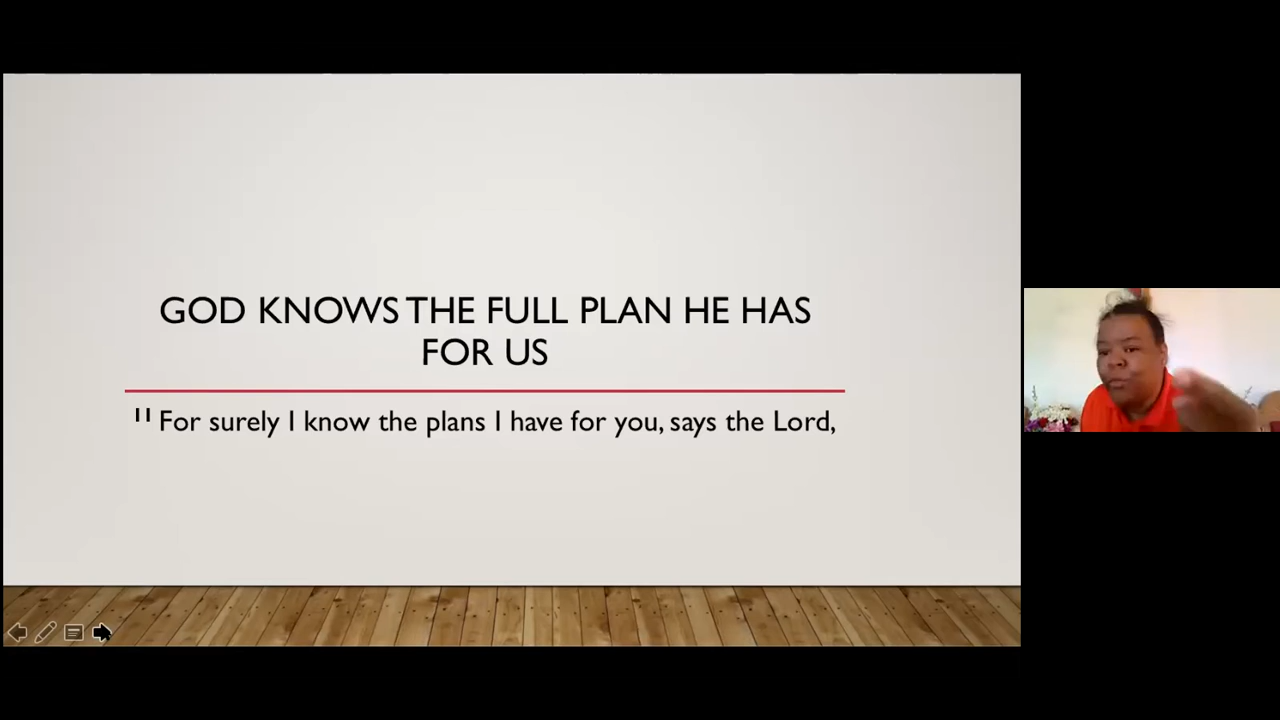 GOD KNOWS THE FULL PLAN HE HAS
FOR US
11 For surely I know the plans I have for you, says the Lord,